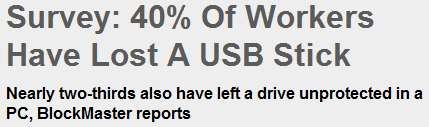 Survey: 40% Of Workers
Have Lost A USB Stick
Nearly two-thirds also have left a drive unprotected in a
PC, BlockMaster reports